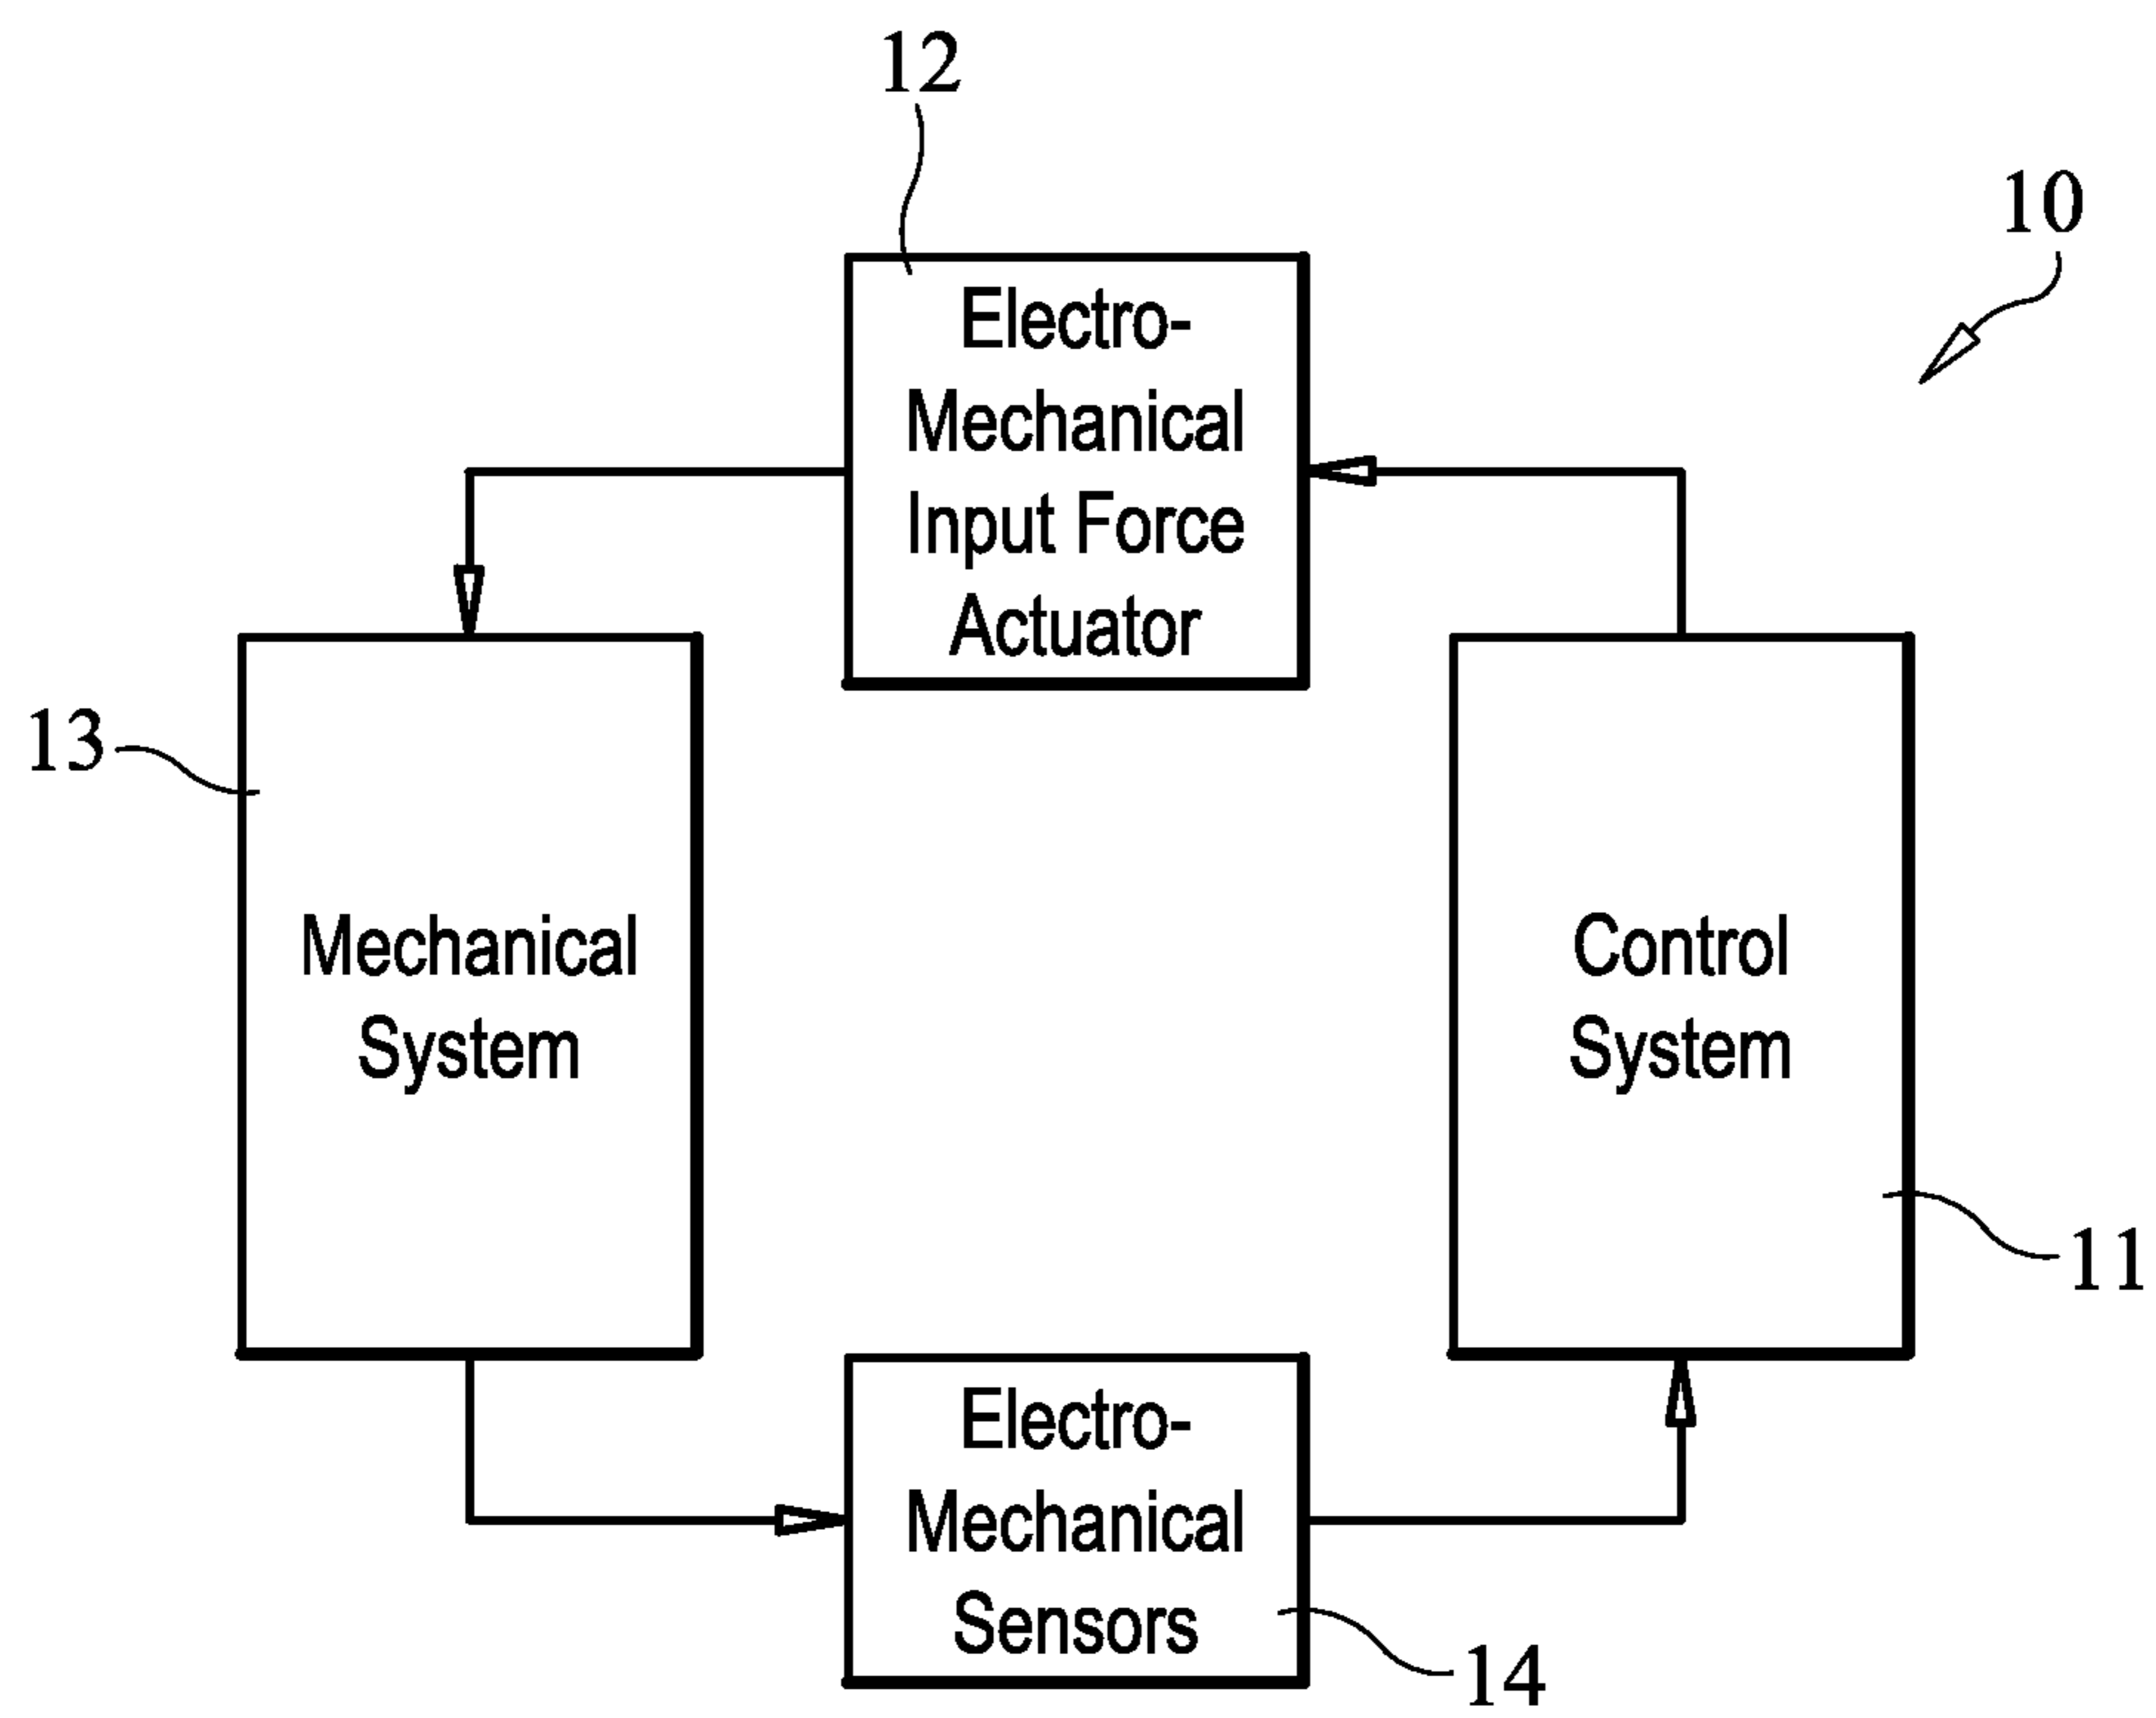 12
10
Electro-
Mechanical
Input Force
Actuator
13
Mechanical
System
Control
System
11
Electro-
Mechanical
Sensors
14